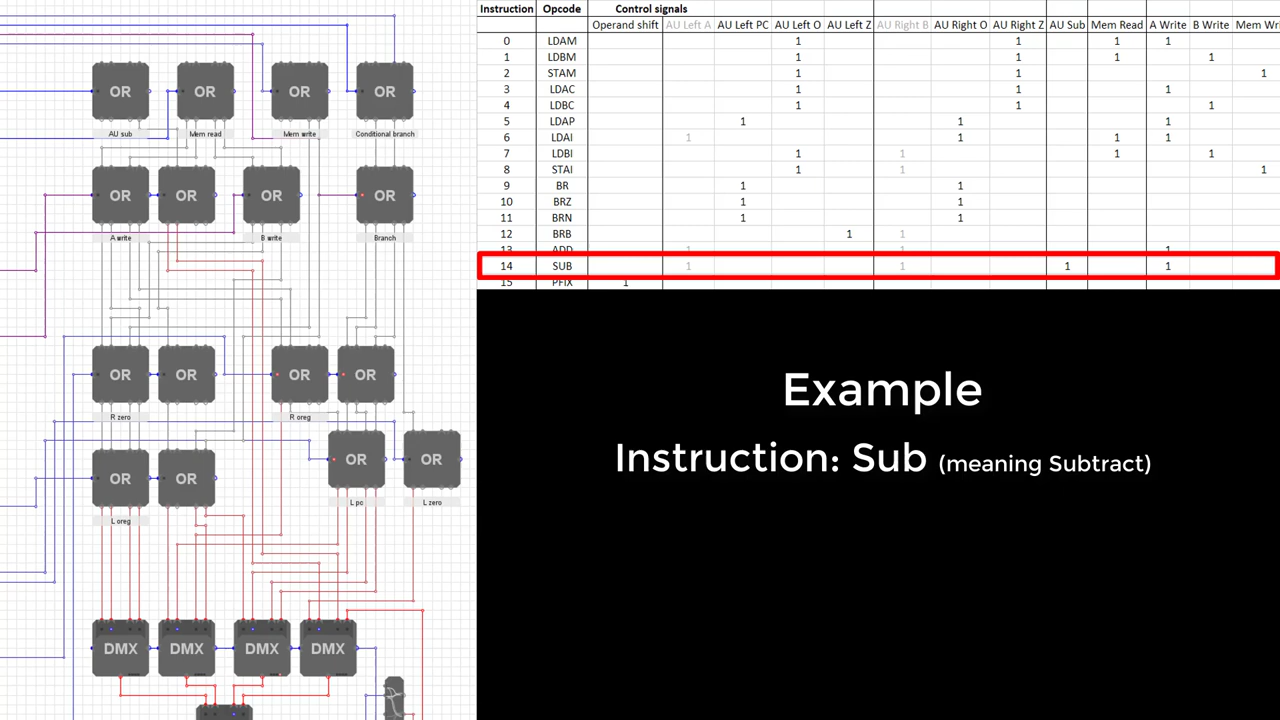 OR OR OR OR
AU sub Mem read Mem write Conditional branch
OR OR OR OR
A write B write Branch
OR OR OR OR
R zero R oreg
OR OR
L pc L zero
OR OR
L oreg
DMX DMX DMX DMX
Instruction Opcode Control signals
Operand shift AU Left A AU Left PC AU Left O AU Left Z AU Right B AU Right O AU Right Z AU Sub Mem Read A Write B Write Mem Wr
0 LDAM 1 1 1 1
1 LDBM 1 1 1 1
2 STAM 1 1 1
3 LDAC 1 1 1
4 LDBC 1 1 1
5 LDAP 1 1 1
6 LDAI 1 1 1 1
7 LDBI 1 1 1 1
8 STAI 1 1 1
9 BR 1 1
10 BRZ 1 1
11 BRN 1 1
12 BRB 1 1
13 ADD 1 1 1
14 SUB 1 1 1 1
15 PFIX 1
Example
Instruction: Sub (meaning Subtract)